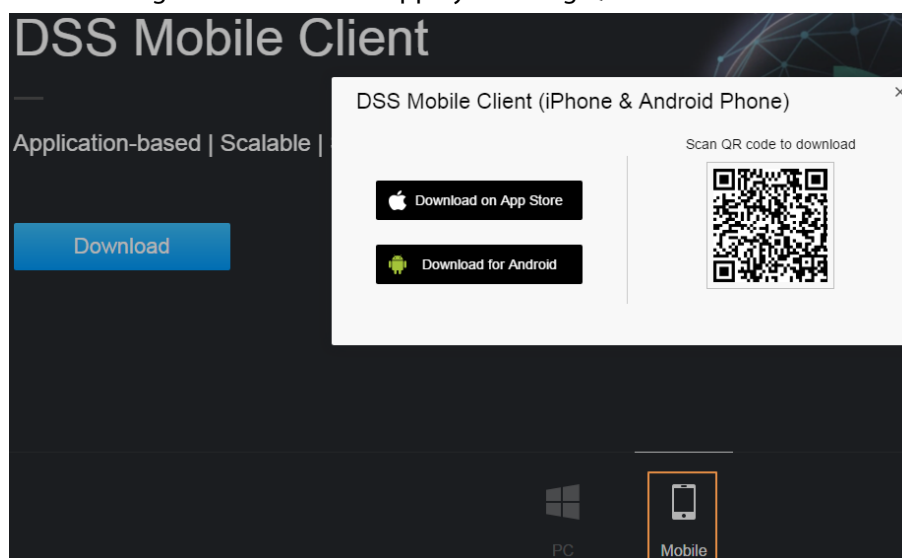 DSS Mobile Client
DSS Mobile Client (iPhone & Android Phone)
×
Application-based | Scalable |
Scan QR code to download
Download on App Store
Download for Android
Download
PC
Mobile